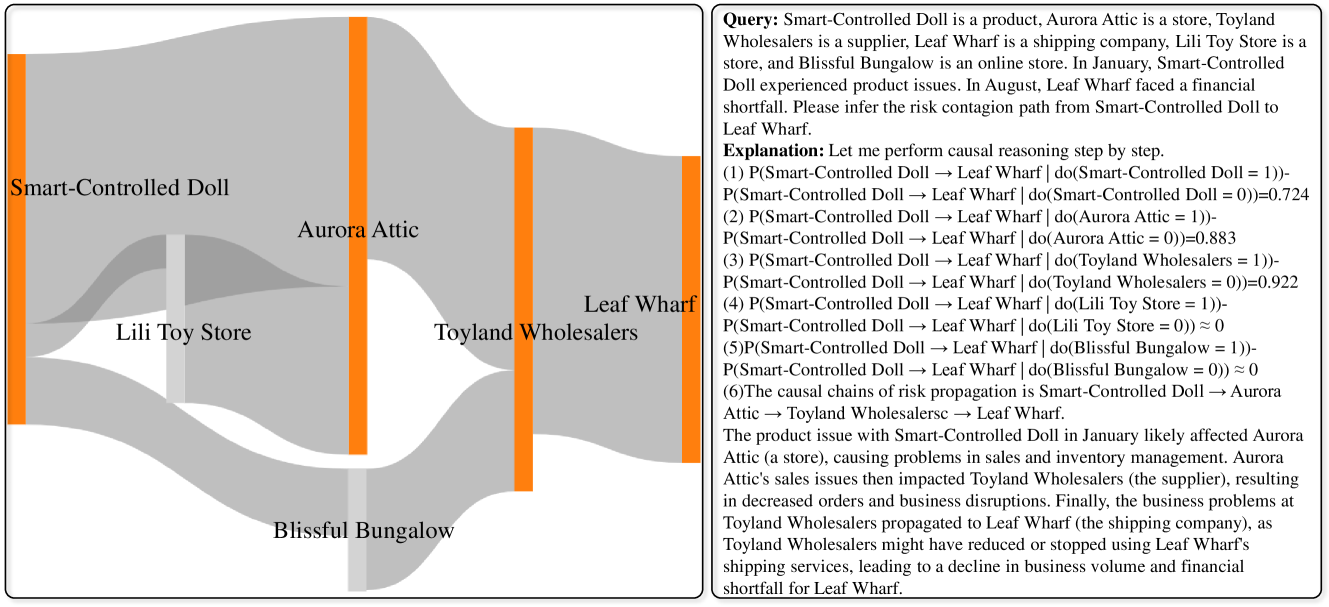 Smart-Controlled Doll
Aurora Attic
Leaf Wharf
Lili Toy Store
Toyland Wholesalers
Blissful Bungalow
Query: Smart-Controlled Doll is a product, Aurora Attic is a store, Toyland
Wholesalers is a supplier, Leaf Wharf is a shipping company, Lili Toy Store is a
store, and Blissful Bungalow is an online store. In January, Smart-Controlled
Doll experienced product issues. In August, Leaf Wharf faced a financial
shortfall. Please infer the risk contagion path from Smart-Controlled Doll to
Leaf Wharf.
Explanation: Let me perform causal reasoning step by step.
(1) P(Smart-Controlled Doll → Leaf Wharf | do(Smart-Controlled Doll = 1))-
P(Smart-Controlled Doll → Leaf Wharf | do(Smart-Controlled Doll = 0))=0.724
(2) P(Smart-Controlled Doll → Leaf Wharf | do(Aurora Attic = 1))-
P(Smart-Controlled Doll → Leaf Wharf | do(Aurora Attic = 0))=0.883
(3) P(Smart-Controlled Doll → Leaf Wharf | do(Toyland Wholesalers = 1))-
P(Smart-Controlled Doll → Leaf Wharf | do(Toyland Wholesalers = 0))=0.922
(4) P(Smart-Controlled Doll → Leaf Wharf | do(Lili Toy Store = 1))-
P(Smart-Controlled Doll → Leaf Wharf | do(Lili Toy Store = 0)) ≈ 0
(5)P(Smart-Controlled Doll → Leaf Wharf | do(Blissful Bungalow = 1))-
P(Smart-Controlled Doll → Leaf Wharf | do(Blissful Bungalow = 0)) ≈ 0
(6)The causal chains of risk propagation is Smart-Controlled Doll → Aurora
Attic → Toyland Wholesalersc → Leaf Wharf.
The product issue with Smart-Controlled Doll in January likely affected Aurora
Attic (a store), causing problems in sales and inventory management. Aurora
Attic's sales issues then impacted Toyland Wholesalers (the supplier), resulting
in decreased orders and business disruptions. Finally, the business problems at
Toyland Wholesalers propagated to Leaf Wharf (the shipping company), as
Toyland Wholesalers might have reduced or stopped using Leaf Wharf's
shipping services, leading to a decline in business volume and financial
shortfall for Leaf Wharf.